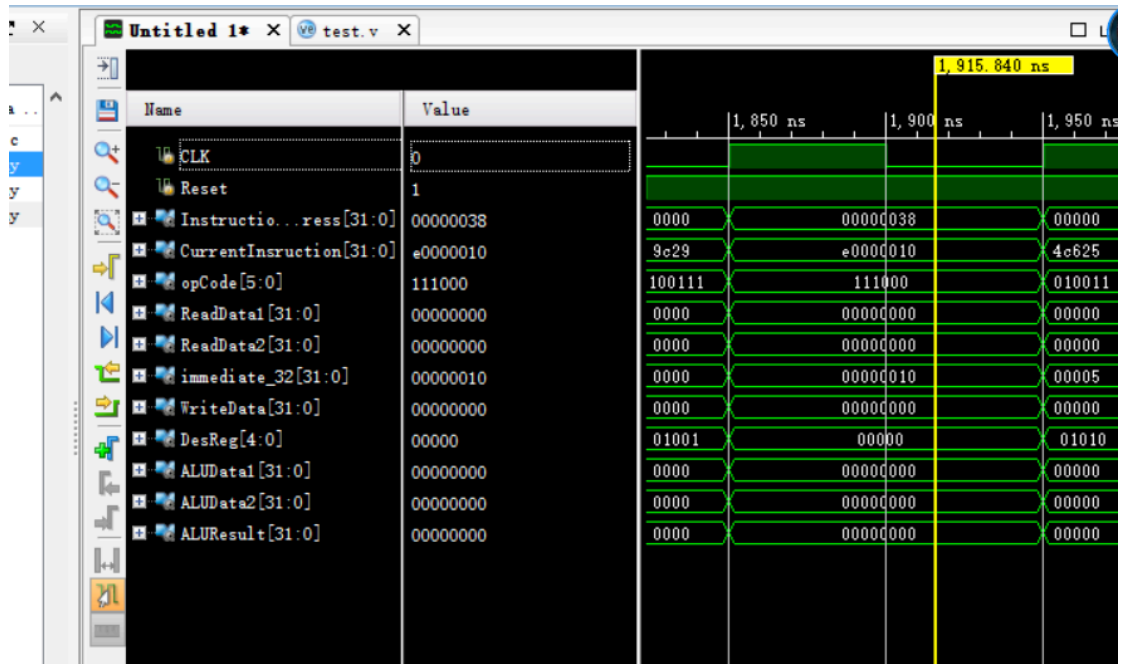 Untitled 1* X test.v X
1,915.840 ns
Name Value
1,850 ns 1,900 ns 1,950 ns
CLK 0
Reset 1
Instructio...ress[31:0] 00000038 0000 00000038 00000
CurrentInsruction[31:0] e0000010 9c29 e0000010 4c625
opCode[5:0] 111000 100111 111000 010011
ReadData1[31:0] 00000000 0000 00000000 00000
ReadData2[31:0] 00000000 0000 00000000 00000
immediate_32[31:0] 00000010 0000 00000010 00005
WriteData[31:0] 00000000 0000 00000000 00000
DesReg[4:0] 00000 01001 00000 01010
ALUData1[31:0] 00000000 0000 00000000 00000
ALUData2[31:0] 00000000 0000 00000000 00000
ALUResult[31:0] 00000000 0000 00000000 00000